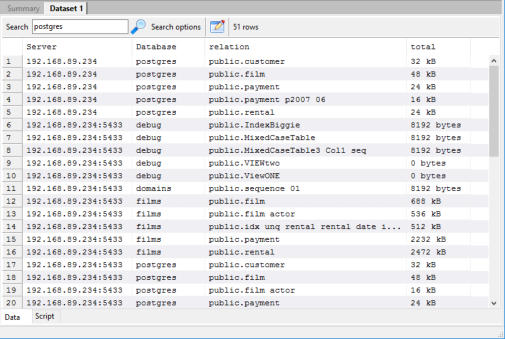 Summary Dataset 1
Search postgres Search options 51 rows
Server Database relation total
1 192.168.89.234 postgres public.customer 32 kB
2 192.168.89.234 postgres public.film 48 kB
3 192.168.89.234 postgres public.payment 24 kB
4 192.168.89.234 postgres public.payment p2007 06 16 kB
5 192.168.89.234 postgres public.rental 24 kB
6 192.168.89.234:5433 debug public.IndexBiggie 8192 bytes
7 192.168.89.234:5433 debug public.MixedCaseTable 8192 bytes
8 192.168.89.234:5433 debug public.MixedCaseTable3 Col1 seq 8192 bytes
9 192.168.89.234:5433 debug public.VIEWtwo 0 bytes
10 192.168.89.234:5433 debug public.ViewONE 0 bytes
11 192.168.89.234:5433 domains public.sequence 01 8192 bytes
12 192.168.89.234:5433 films public.film 688 kB
13 192.168.89.234:5433 films public.film actor 536 kB
14 192.168.89.234:5433 films public.idx unq rental rental date i... 512 kB
15 192.168.89.234:5433 films public.payment 2232 kB
16 192.168.89.234:5433 films public.rental 2472 kB
17 192.168.89.234:5433 postgres public.customer 32 kB
18 192.168.89.234:5433 postgres public.film 48 kB
19 192.168.89.234:5433 postgres public.film actor 16 kB
20 192.168.89.234:5433 postgres public.payment 24 kB
Data Script